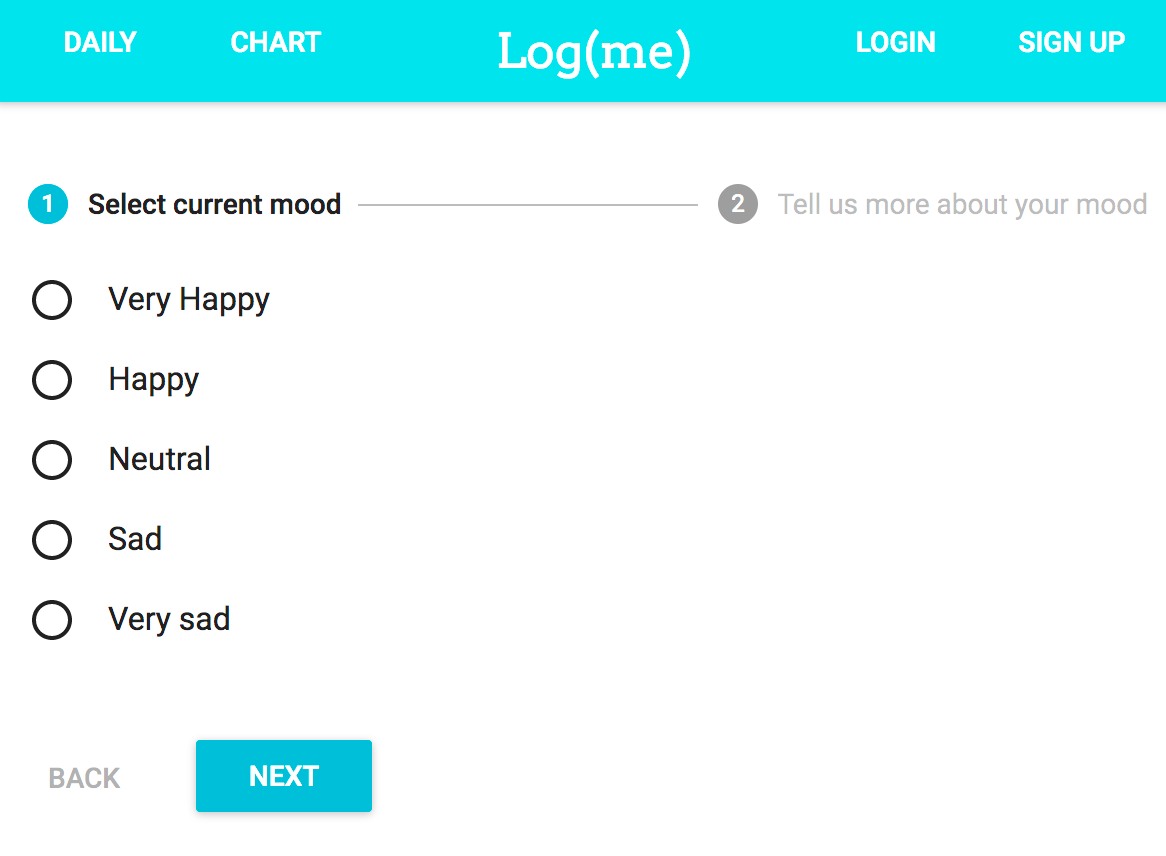 DAILY CHART Log(me) LOGIN SIGN UP
1 Select current mood 2 Tell us more about your mood
Very Happy
Happy
Neutral
Sad
Very sad
BACK NEXT